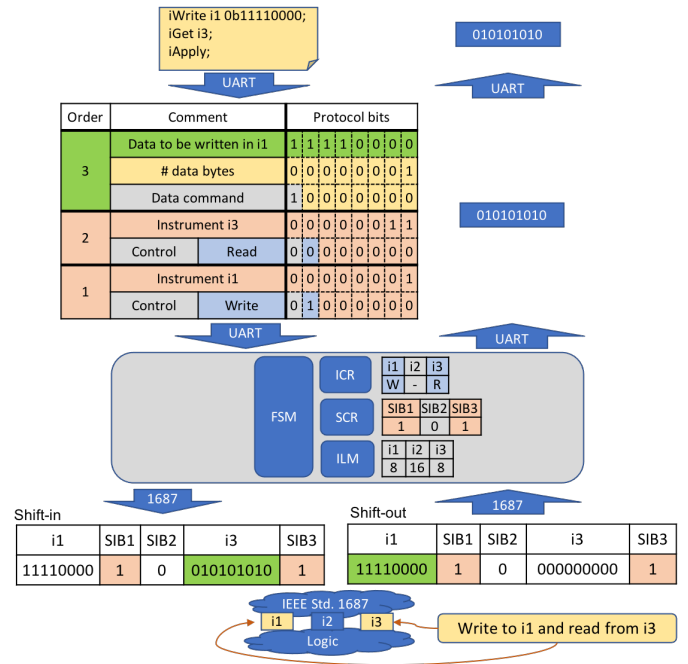 iWrite i1 0b11110000;
iGet i3;
iApply;
010101010
UART
UART
Order Comment Protocol bits
3 Data to be written in i1 1 1 1 1 0 0 0 0
# data bytes 0 0 0 0 0 0 0 1
Data command 1 0 0 0 0 0 0 0
2 Instrument i3 0 0 0 0 0 0 1 1
Control Read 0 0 0 0 0 0 0 0
1 Instrument i1 0 0 0 0 0 0 0 1
Control Write 0 1 0 0 0 0 0 0
010101010
UART
UART
FSM
ICR
i1 i2 i3
W - R
SCR
SIB1 SIB2 SIB3
1 0 1
ILM
i1 i2 i3
8 16 8
1687
1687
Shift-in
i1 SIB1 SIB2 i3 SIB3
11110000 1 0 010101010 1
Shift-out
i1 SIB1 SIB2 i3 SIB3
11110000 1 0 000000000 1
IEEE Std. 1687
i1 i2 i3
Logic
Write to i1 and read from i3